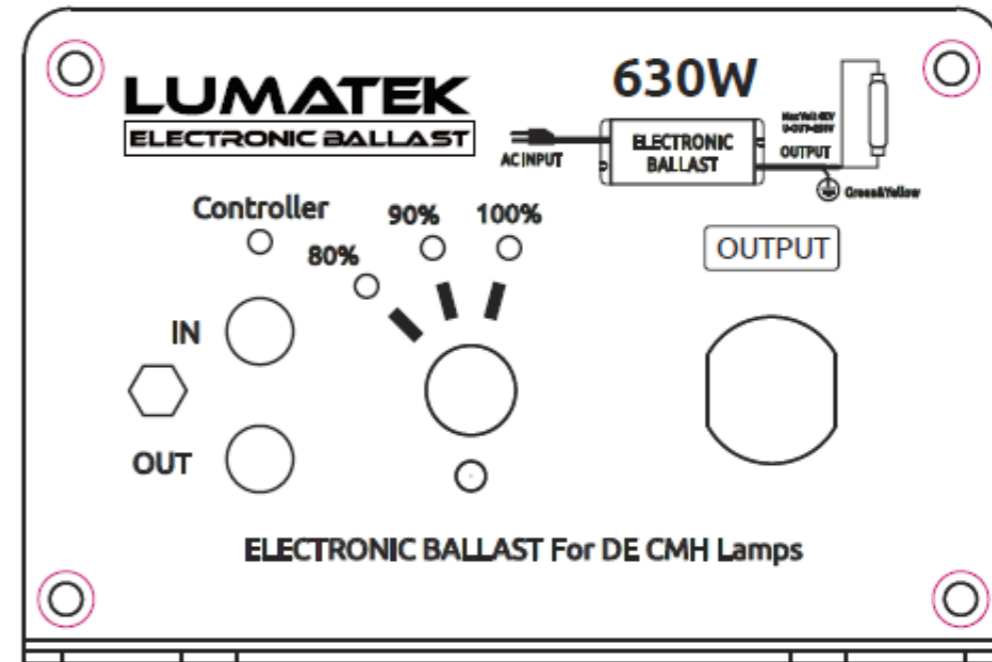 LUMATEK
ELECTRONIC BALLAST
630W
AC INPUT
ELECTRONIC
BALLAST
OUTPUT
Green&Yellow
Controller
80%
90%
100%
OUTPUT
IN
OUT
ELECTRONIC BALLAST For DE CMH Lamps